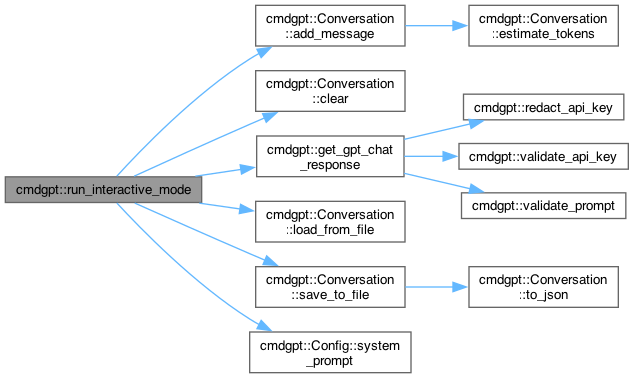 cmdgpt::run_interactive_mode
cmdgpt::Conversation
::add_message
cmdgpt::Conversation
::estimate_tokens
cmdgpt::Conversation
::clear
cmdgpt::get_gpt_chat
_response
cmdgpt::redact_api_key
cmdgpt::validate_api_key
cmdgpt::validate_prompt
cmdgpt::Conversation
::load_from_file
cmdgpt::Conversation
::save_to_file
cmdgpt::Conversation
::to_json
cmdgpt::Config::system
_prompt